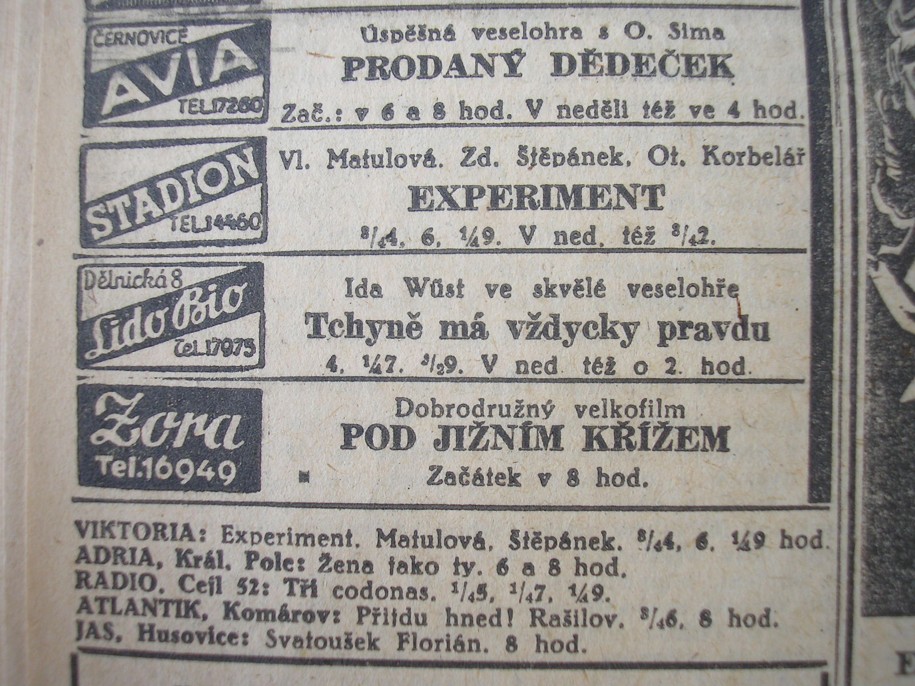 ČERNOVICE
AVIA
TEL.17260
Úspěšná veselohra s O. Sima
PRODANÝ DĚDEČEK
Zač.: v 6 a 8 hod. V neděli též ve 4 hod.
STADION
TEL.14460
Vl. Matulová. Zd. Štěpánek, Ot. Korbelář
EXPERIMENT
3/44, 6, 1/49. V ned. též 3/42.
Dělnická 8
Lido Bio
Tel.17975
Ida Wüst ve skvělé veselohře
Tchyně má vždycky pravdu
4, 1/47, 3/29. V ned též o 2. hod.
Zora
Tel.16949
Dobrodružný velkofilm
POD JIŽNÍM KŘÍŽEM
Začátek v 8 hod.
VIKTORIA: Experiment. Matulová, Štěpánek. 3/44, 6, 1/49 hod.
ADRIA, Král. Pole: Žena jako ty. 6 a 8 hod.
RADIO. Cejl 52: Tři codonas. 1/45, 1/47, 1/49.
ATLANTIK, Komárov: Přijdu hned! Rašilov. 3/46, 8 hod.
JAS, Husovice: Svatoušek Florián. 8 hod.